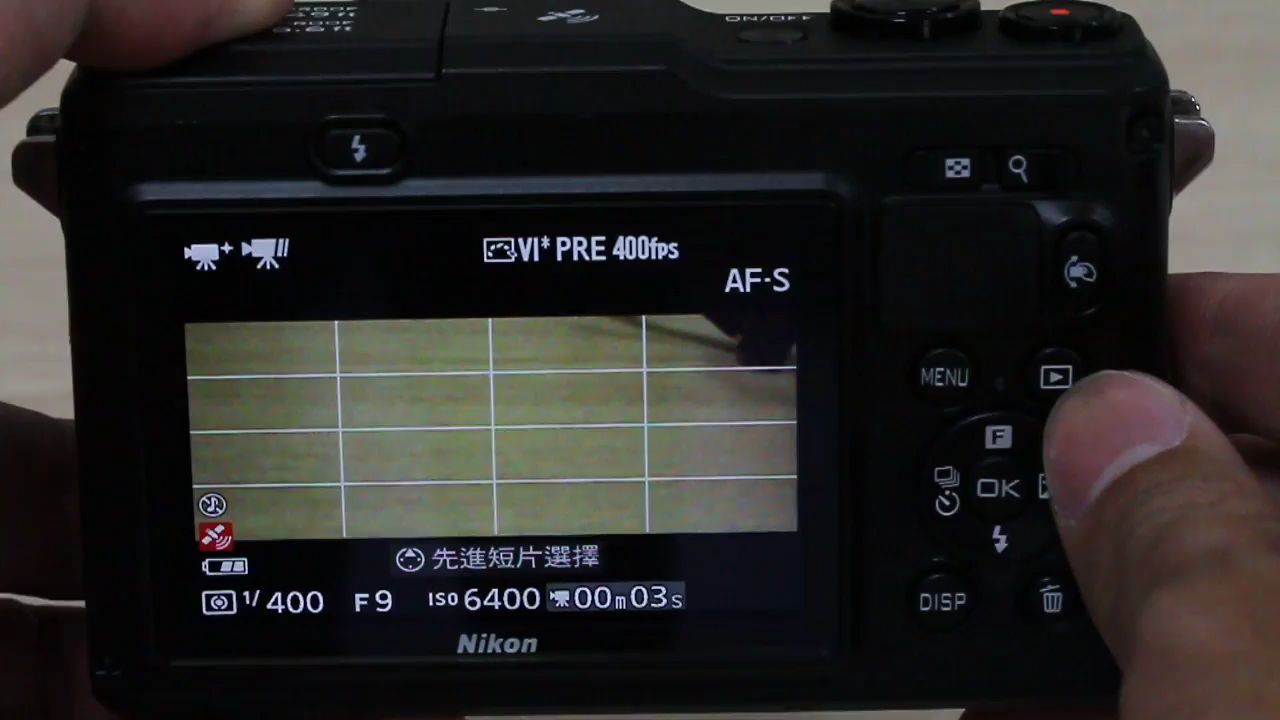 ON/OFF
VI* PRE 400fps
AF-S
MENU
F
OK
先進短片選擇
1/400 F9 ISO 6400 00m03s
DISP
Nikon